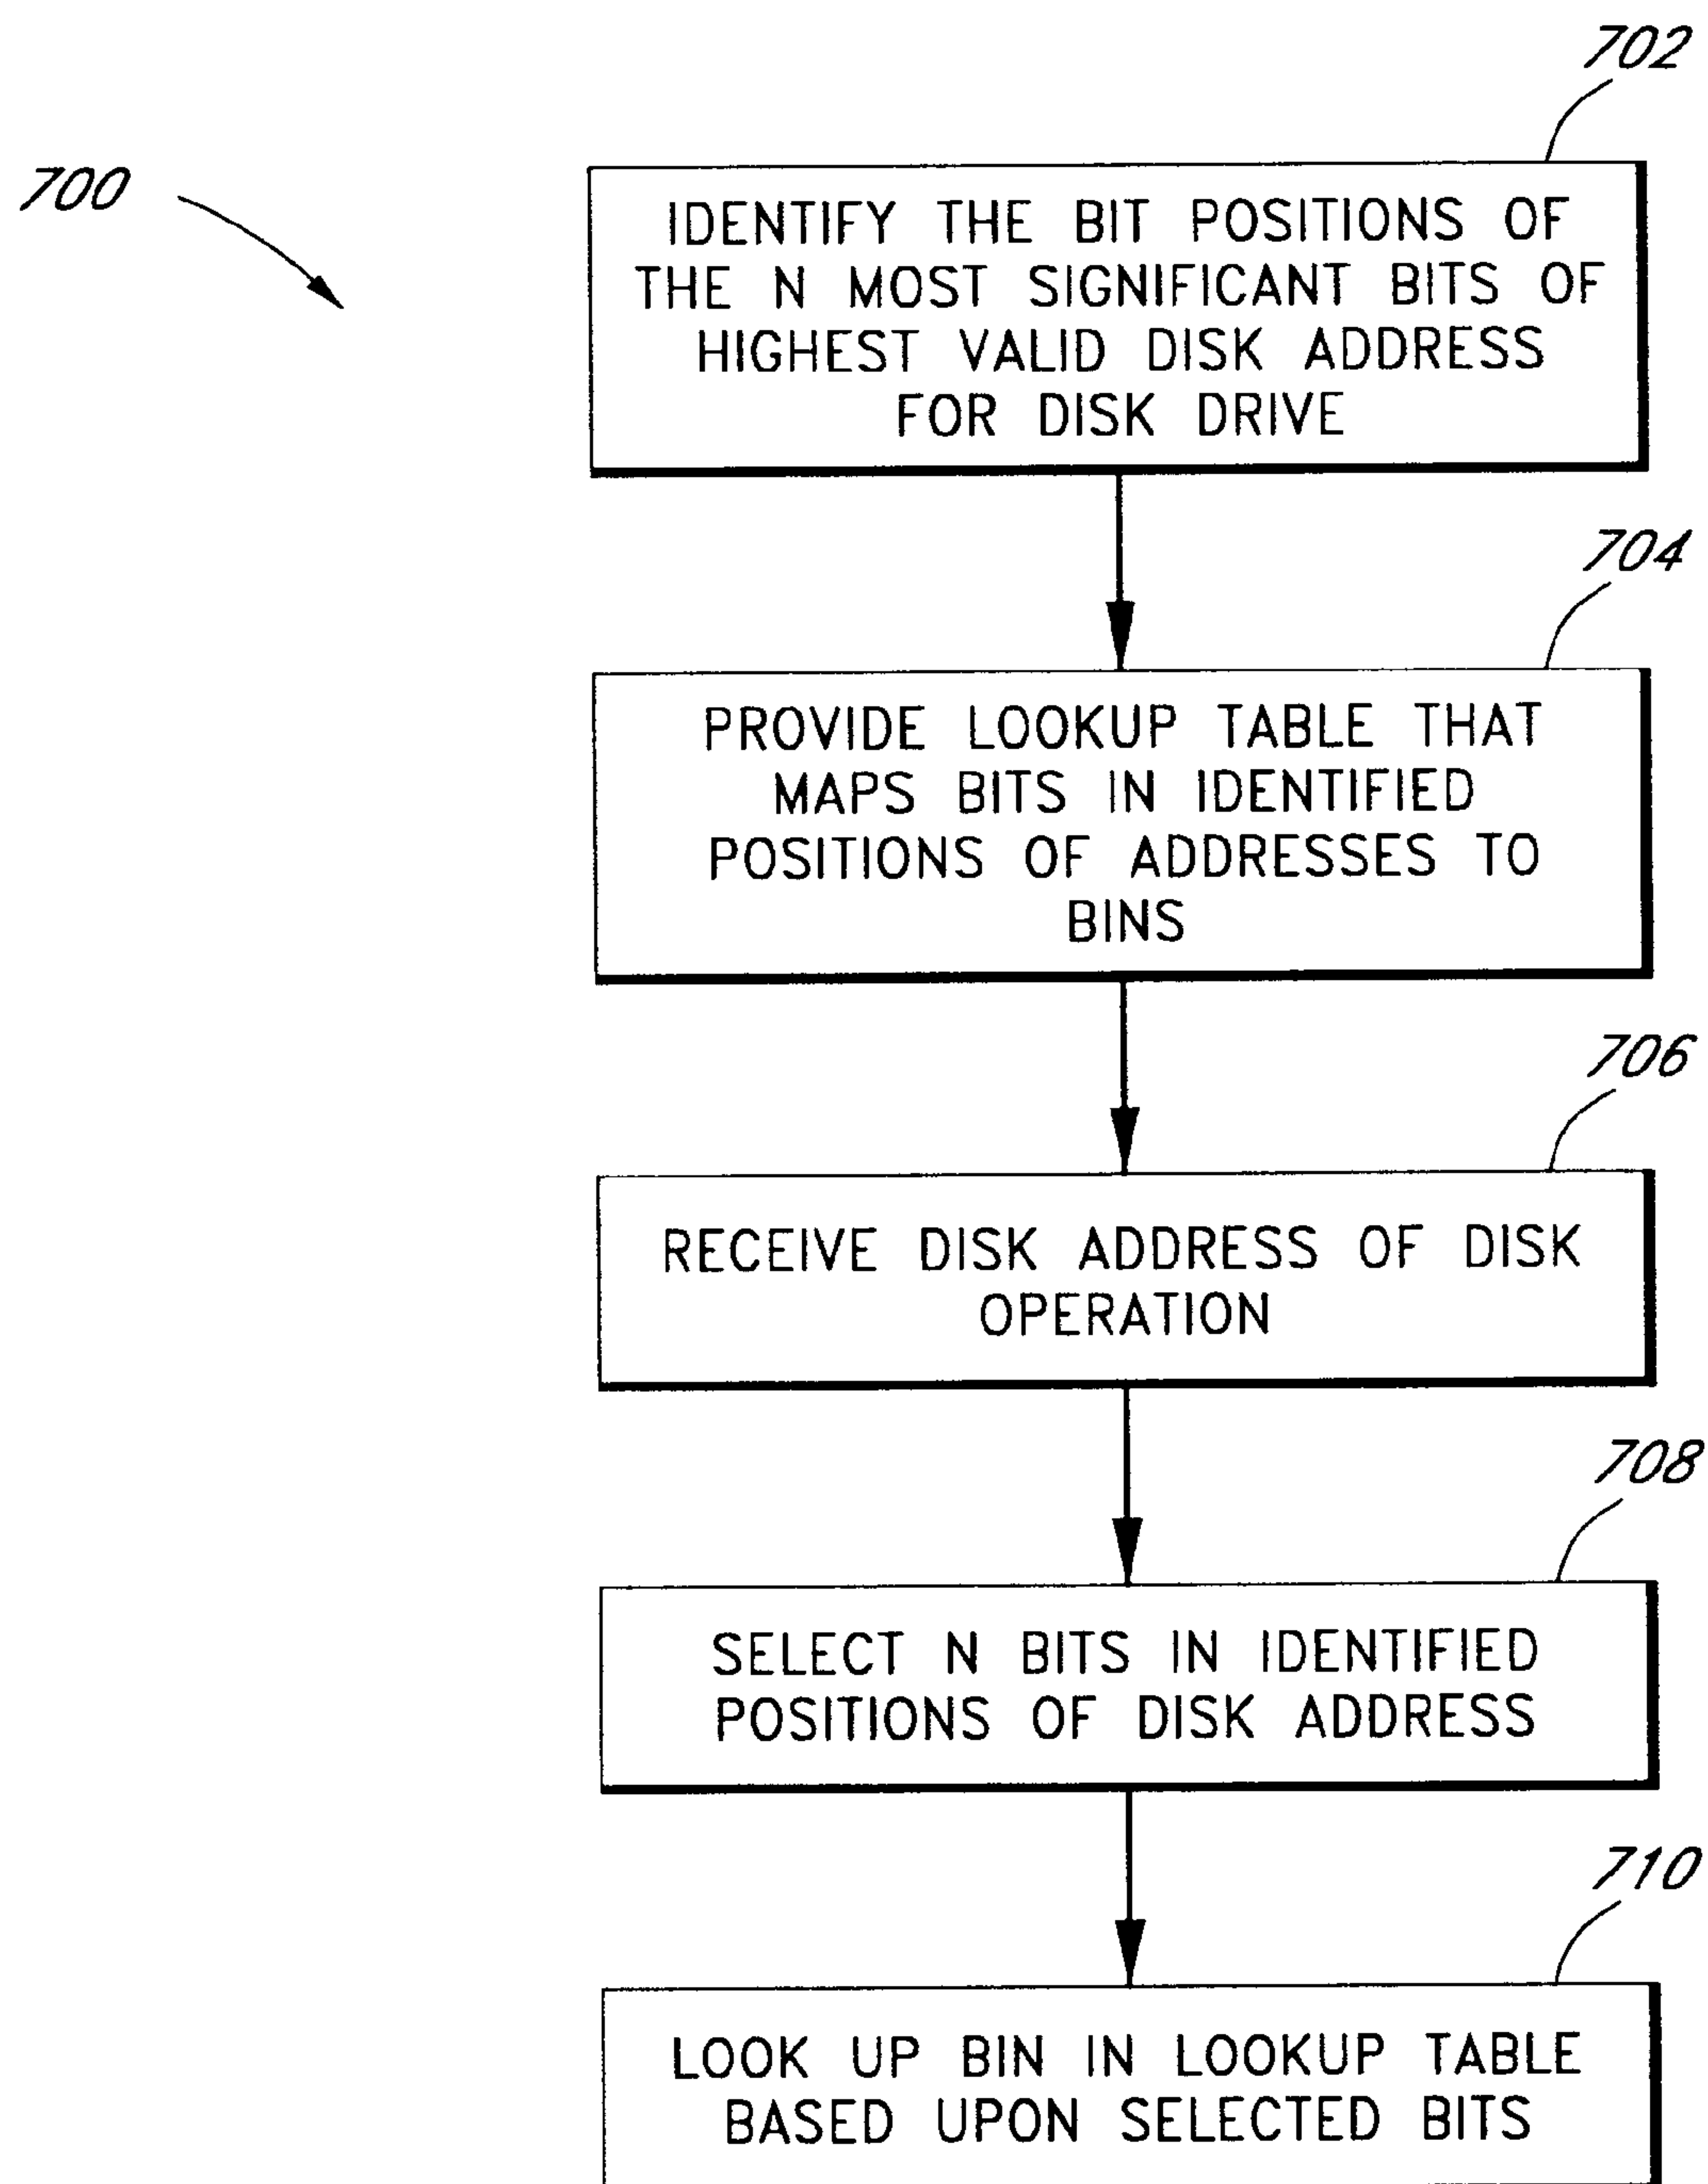 702
700
IDENTIFY THE BIT POSITIONS OF
THE N MOST SIGNIFICANT BITS OF
HIGHEST VALID DISK ADDRESS
FOR DISK DRIVE
704
PROVIDE LOOKUP TABLE THAT
MAPS BITS IN IDENTIFIED
POSITIONS OF ADDRESSES TO
BINS
706
RECEIVE DISK ADDRESS OF DISK
OPERATION
708
SELECT N BITS IN IDENTIFIED
POSITIONS OF DISK ADDRESS
710
LOOK UP BIN IN LOOKUP TABLE
BASED UPON SELECTED BITS